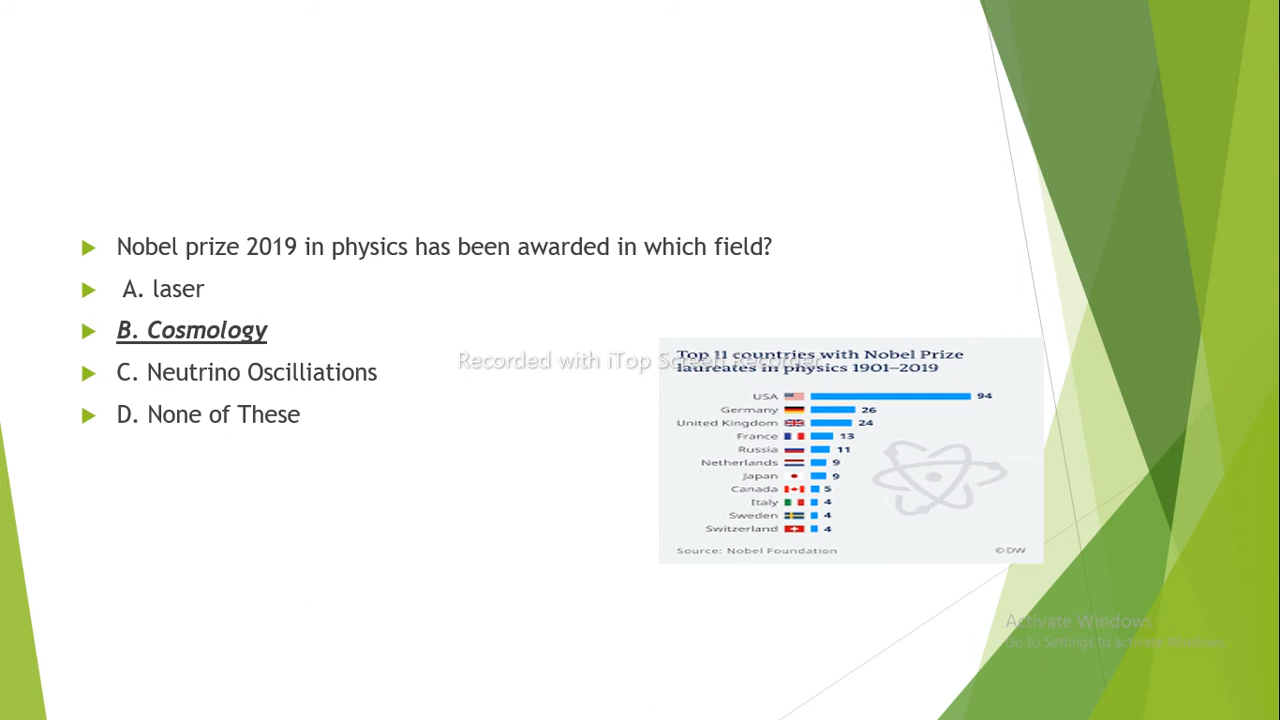 Nobel prize 2019 in physics has been awarded in which field?
A. laser
B. Cosmology
C. Neutrino Oscilliations
D. None of These
Recorded with iTop Screen Recorder
Top 11 countries with Nobel Prize
laureates in physics 1901–2019
USA 94
Germany 26
United Kingdom 24
France 13
Russia 11
Netherlands 9
Japan 9
Canada 5
Italy 4
Sweden 4
Switzerland 4
Source: Nobel Foundation © DW
Activate Windows
Go to Settings to activate Windows.